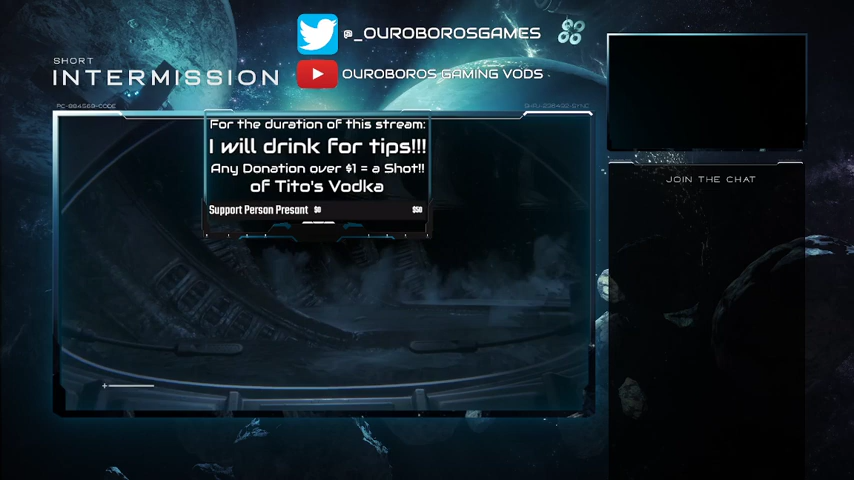 SHORT
INTERMISSION
@_OUROBOROSGAMES
OUROBOROS GAMING VODS
For the duration of this stream:
I will drink for tips!!!
Any Donation over $1 = a Shot!!
of Tito's Vodka
Support Person Presant $0 $50
JOIN THE CHAT